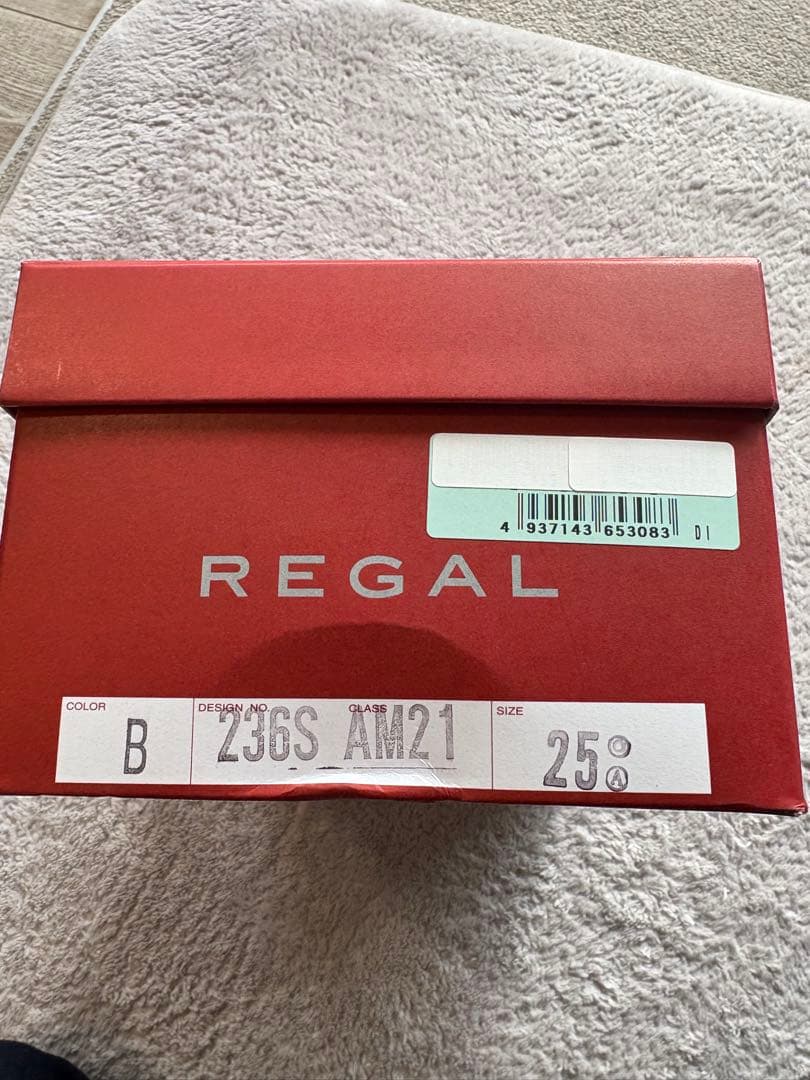 4 937143 653083 D1
REGAL
COLOR DESIGN NO. CLASS SIZE
B 236S AM21 25 Ⓐ